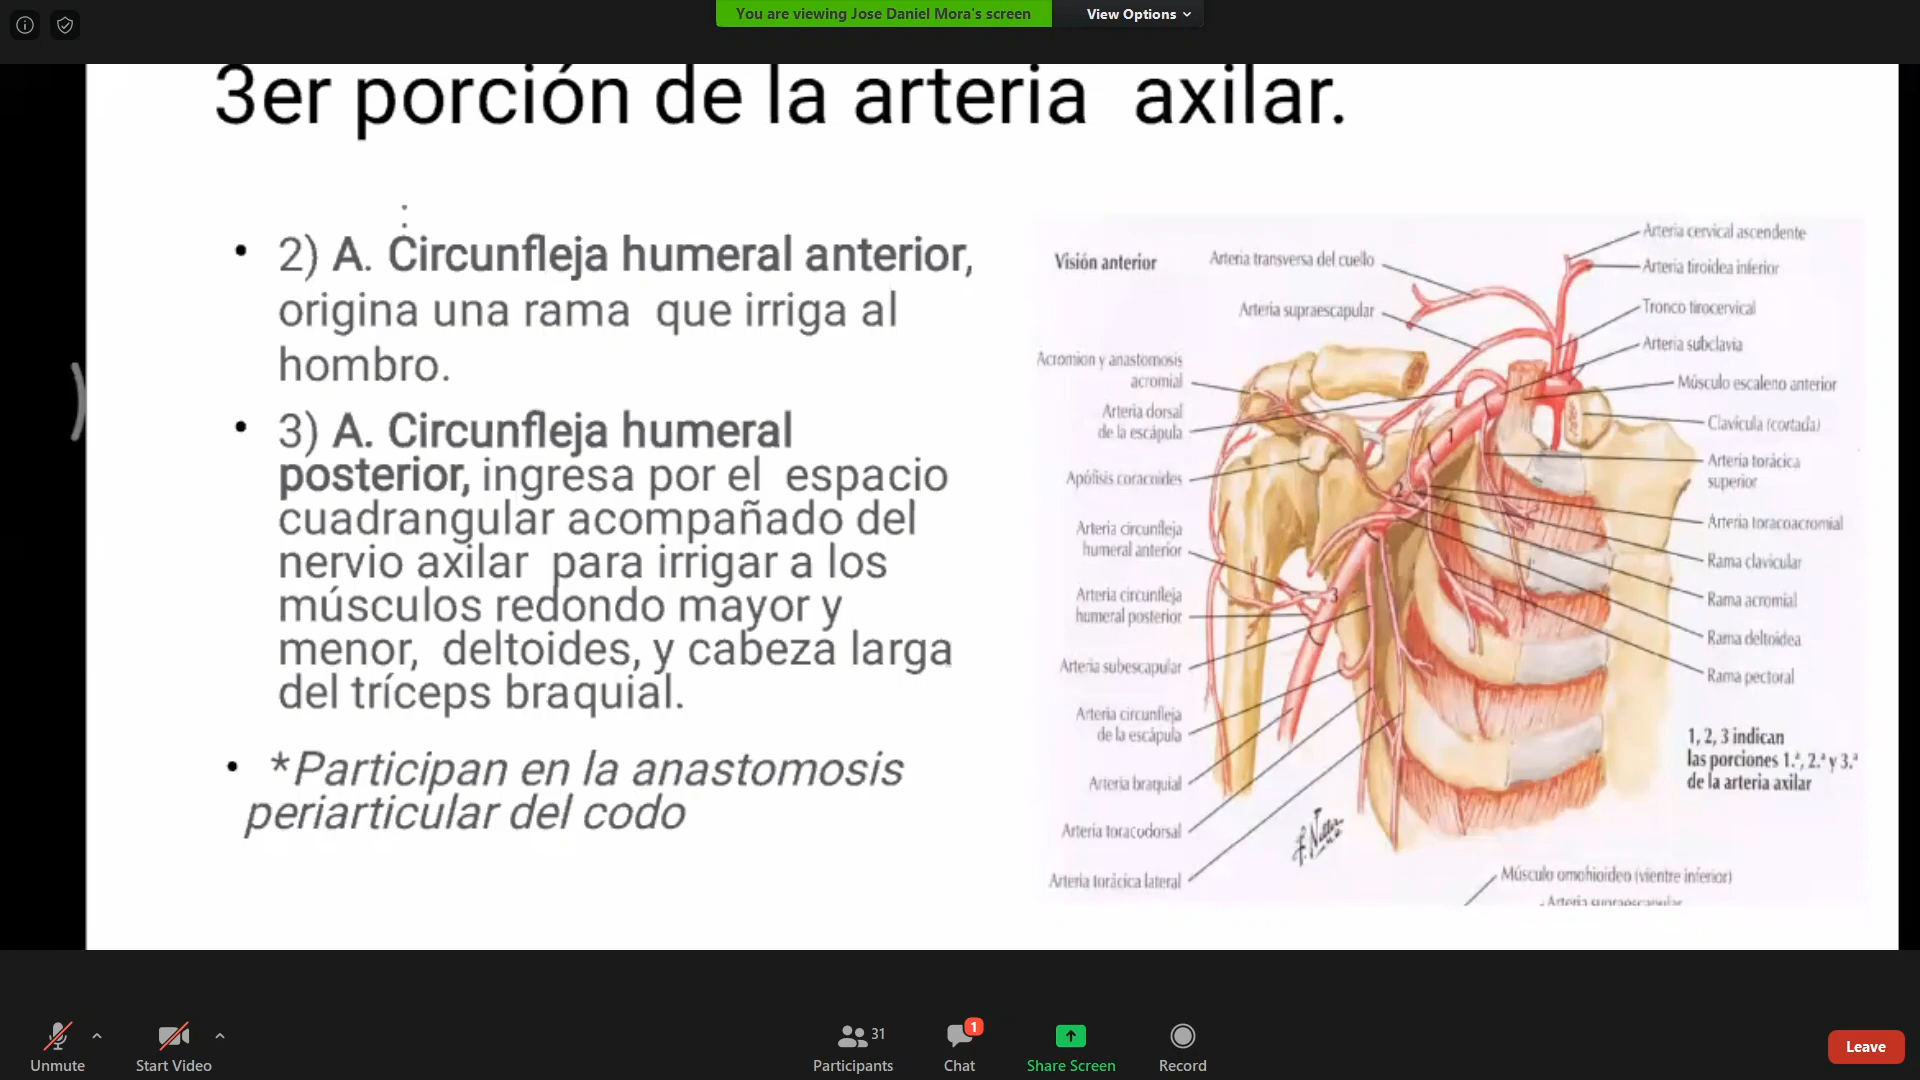 You are viewing Jose Daniel Mora's screen
View Options
3er porción de la arteria axilar.
• 2) A. Circunfleja humeral anterior,
origina una rama que irriga al
hombro.
• 3) A. Circunfleja humeral
posterior, ingresa por el espacio
cuadrangular acompañado del
nervio axilar para irrigar a los
músculos redondo mayor y
menor, deltoides, y cabeza larga
del tríceps braquial.
• *Participan en la anastomosis
periarticular del codo
Visión anterior
Arteria transversa del cuello
Arteria supraescapular
Acromion y anastomosis
acromial
Arteria dorsal
de la escápula
Apófisis coracoides
Arteria circunfleja
humeral anterior
Arteria circunfleja
humeral posterior
Arteria subescapular
Arteria circunfleja
de la escápula
Arteria braquial
Arteria toracodorsal
Arteria torácica lateral
1
2
3
F. Netter
Arteria cervical ascendente
Arteria tiroidea inferior
Tronco tirocervical
Arteria subclavia
Músculo escaleno anterior
Clavícula (cortada)
Arteria torácica
superior
Arteria toracoacromial
Rama clavicular
Rama acromial
Rama deltoidea
Rama pectoral
1, 2, 3 indican
las porciones 1.ª, 2.ª y 3.ª
de la arteria axilar
Músculo omohioideo (vientre inferior)
Arteria supraescapular
Unmute
Start Video
31
Participants
1
Chat
Share Screen
Record
Leave